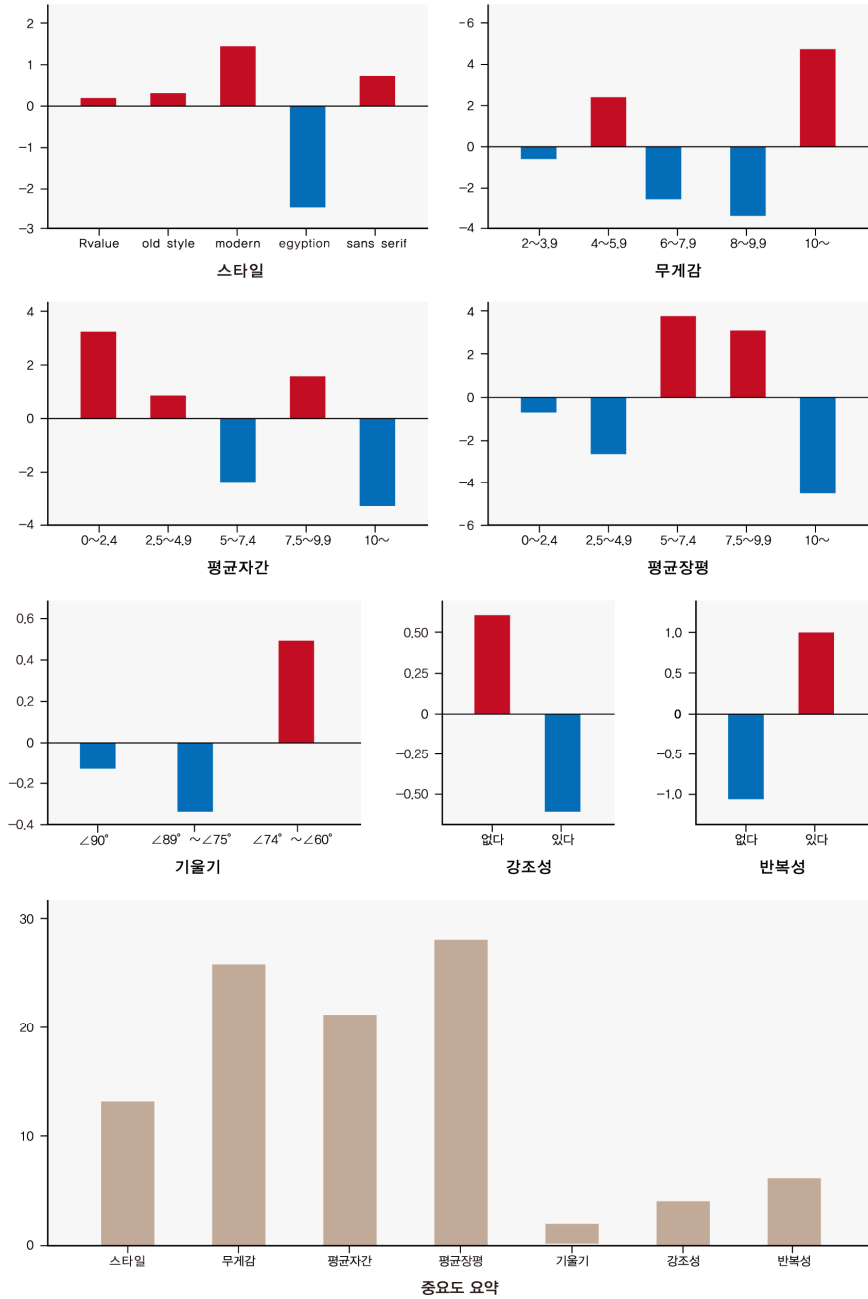 2
1
0
−1
−2
−3
Rvalue old style modern egyption sans serif
스타일
−6
4
2
0
−2
−4
2~3.9 4~5.9 6~7.9 8~9.9 10~
무게감
4
2
0
−2
−4
0~2.4 2.5~4.9 5~7.4 7.5~9.9 10~
평균자간
4
2
0
−2
−4
−6
0~2.4 2.5~4.9 5~7.4 7.5~9.9 10~
평균장평
0.6
0.4
0.2
0
−0.2
−0.4
∠90° ∠89° ~∠75° ∠74° ~∠60°
기울기
0.50
0.25
0
−0.25
−0.50
없다 있다
강조성
1.0
0.5
0
−0.5
−1.0
없다 있다
반복성
30
20
10
0
스타일 무게감 평균자간 평균장평 기울기 강조성 반복성
중요도 요약